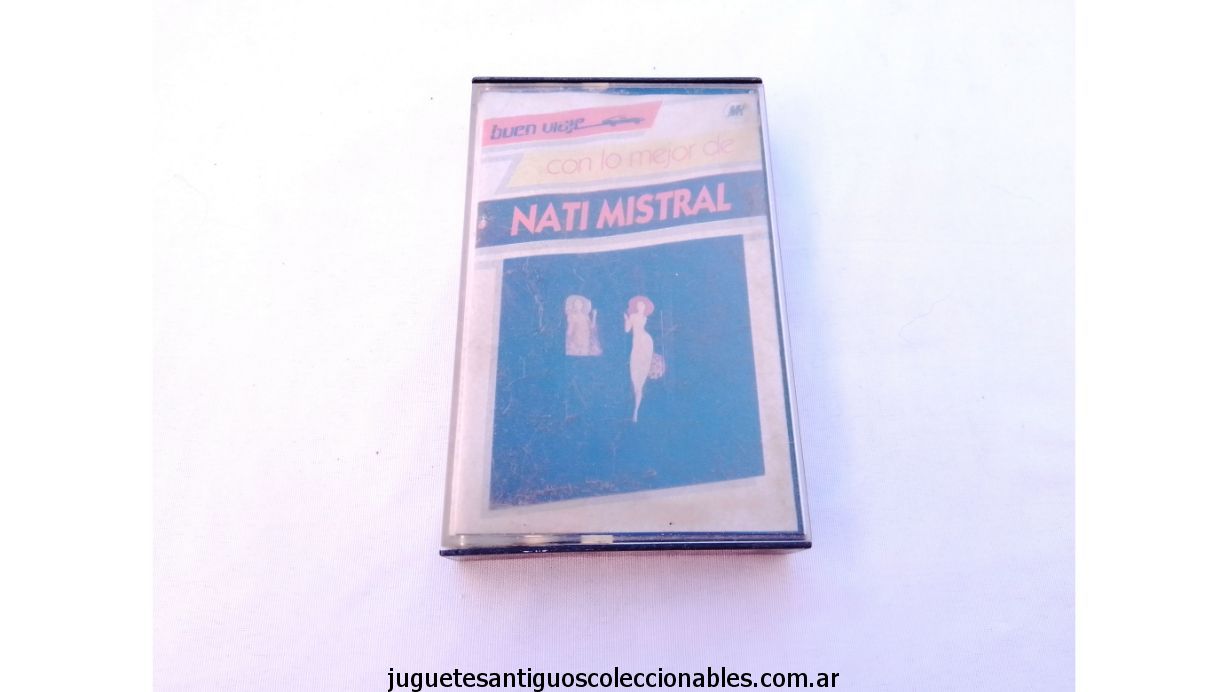 buen viaje
con lo mejor de
NATI MISTRAL
juguetesantiguoscoleccionables.com.ar